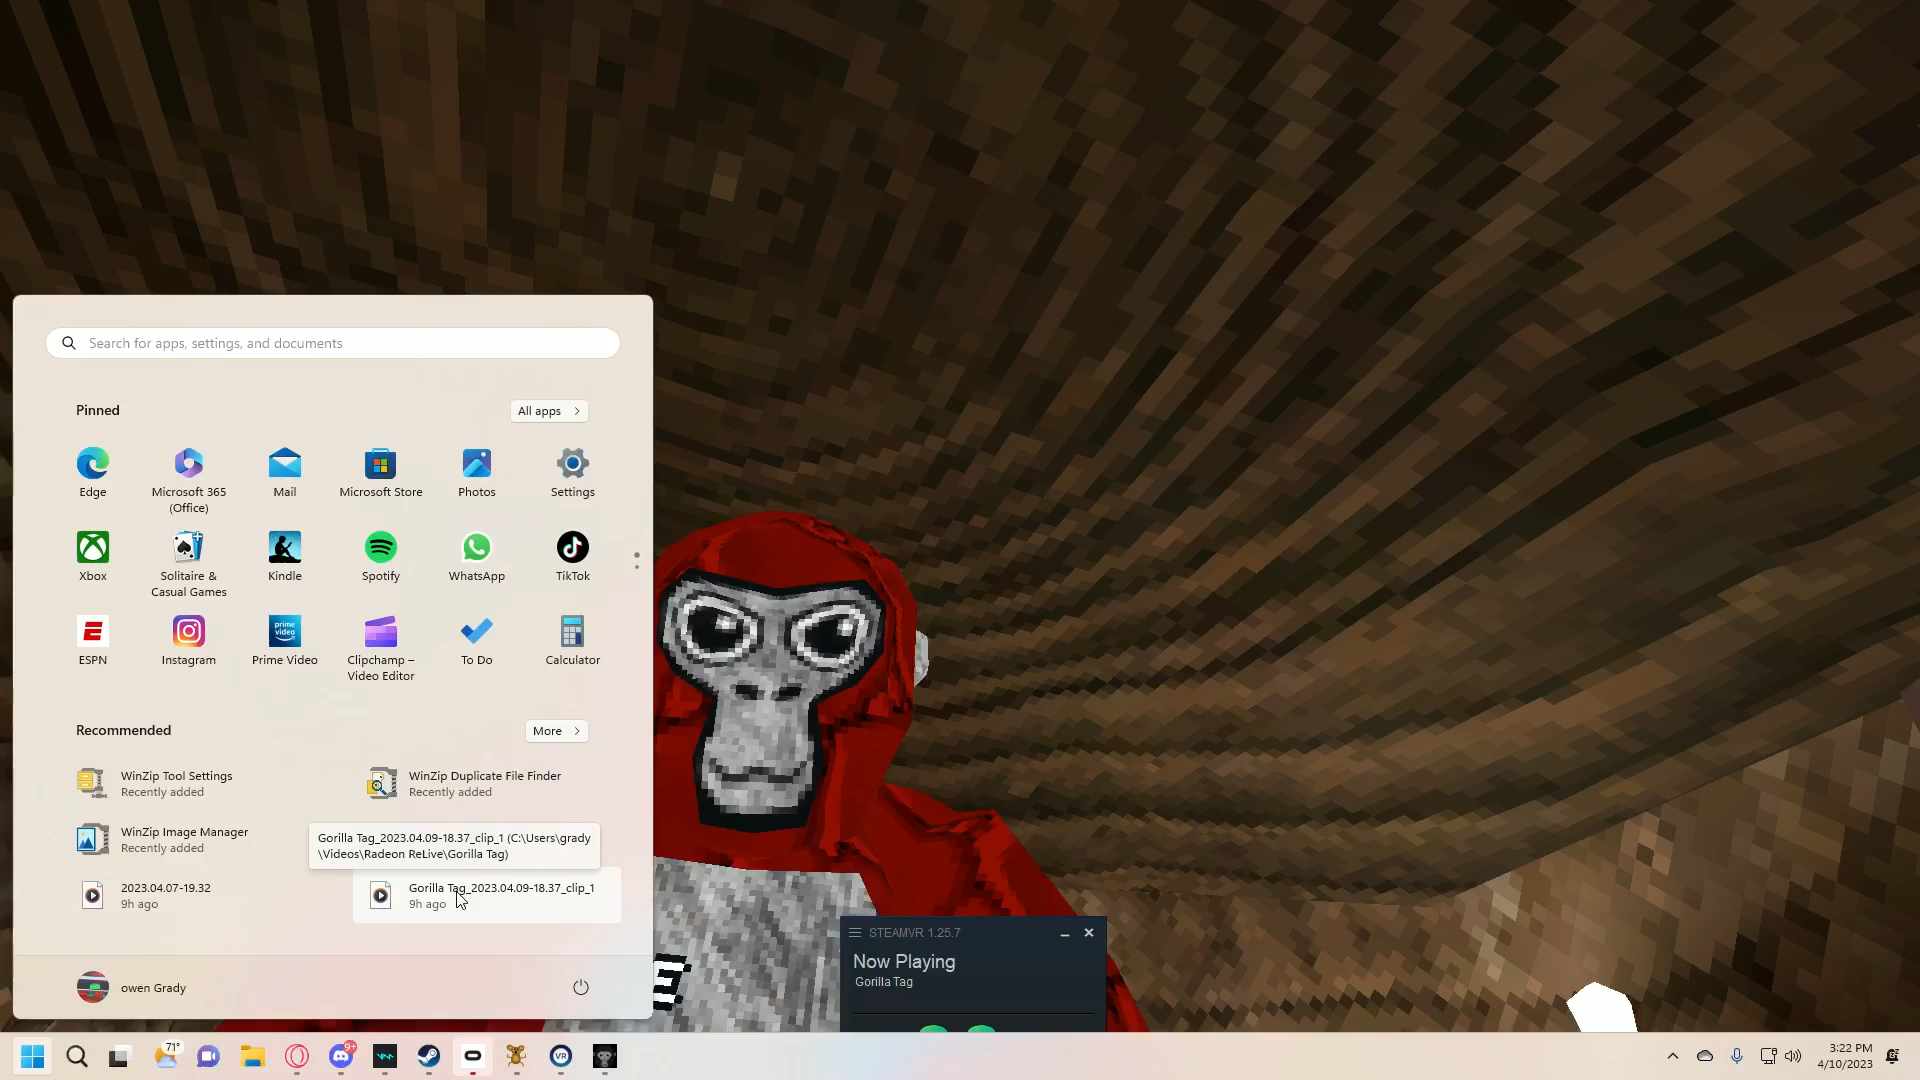 Search for apps, settings, and documents
Pinned
All apps
Edge
Microsoft 365
(Office)
Mail
Microsoft Store
Photos
Settings
Xbox
Solitaire &
Casual Games
Kindle
Spotify
WhatsApp
TikTok
prime
video
ESPN
Instagram
Prime Video
Clipchamp –
Video Editor
To Do
Calculator
Recommended
More
WinZip Tool Settings
Recently added
WinZip Duplicate File Finder
Recently added
WinZip Image Manager
Recently added
Gorilla Tag_2023.04.09-18.37_clip_1 (C:\Users\grady
\Videos\Radeon ReLive\Gorilla Tag)
2023.04.07-19.32
9h ago
Gorilla Tag_2023.04.09-18.37_clip_1
9h ago
owen Grady
E
STEAMVR 1.25.7
Now Playing
Gorilla Tag
71°
9+
VR
3:22 PM
4/10/2023